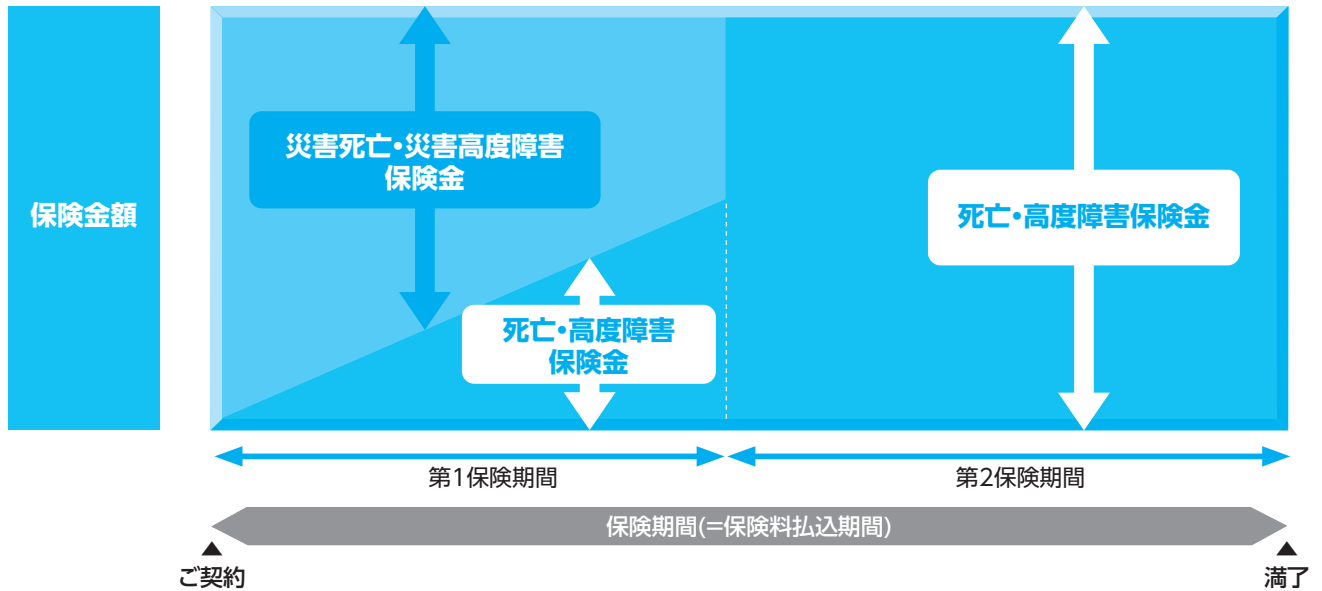 保険金額
災害死亡•災害高度障害
保険金
死亡•高度障害
保険金
死亡•高度障害保険金
第1保険期間
第2保険期間
保険期間(=保険料払込期間)
▲
ご契約
▲
満了